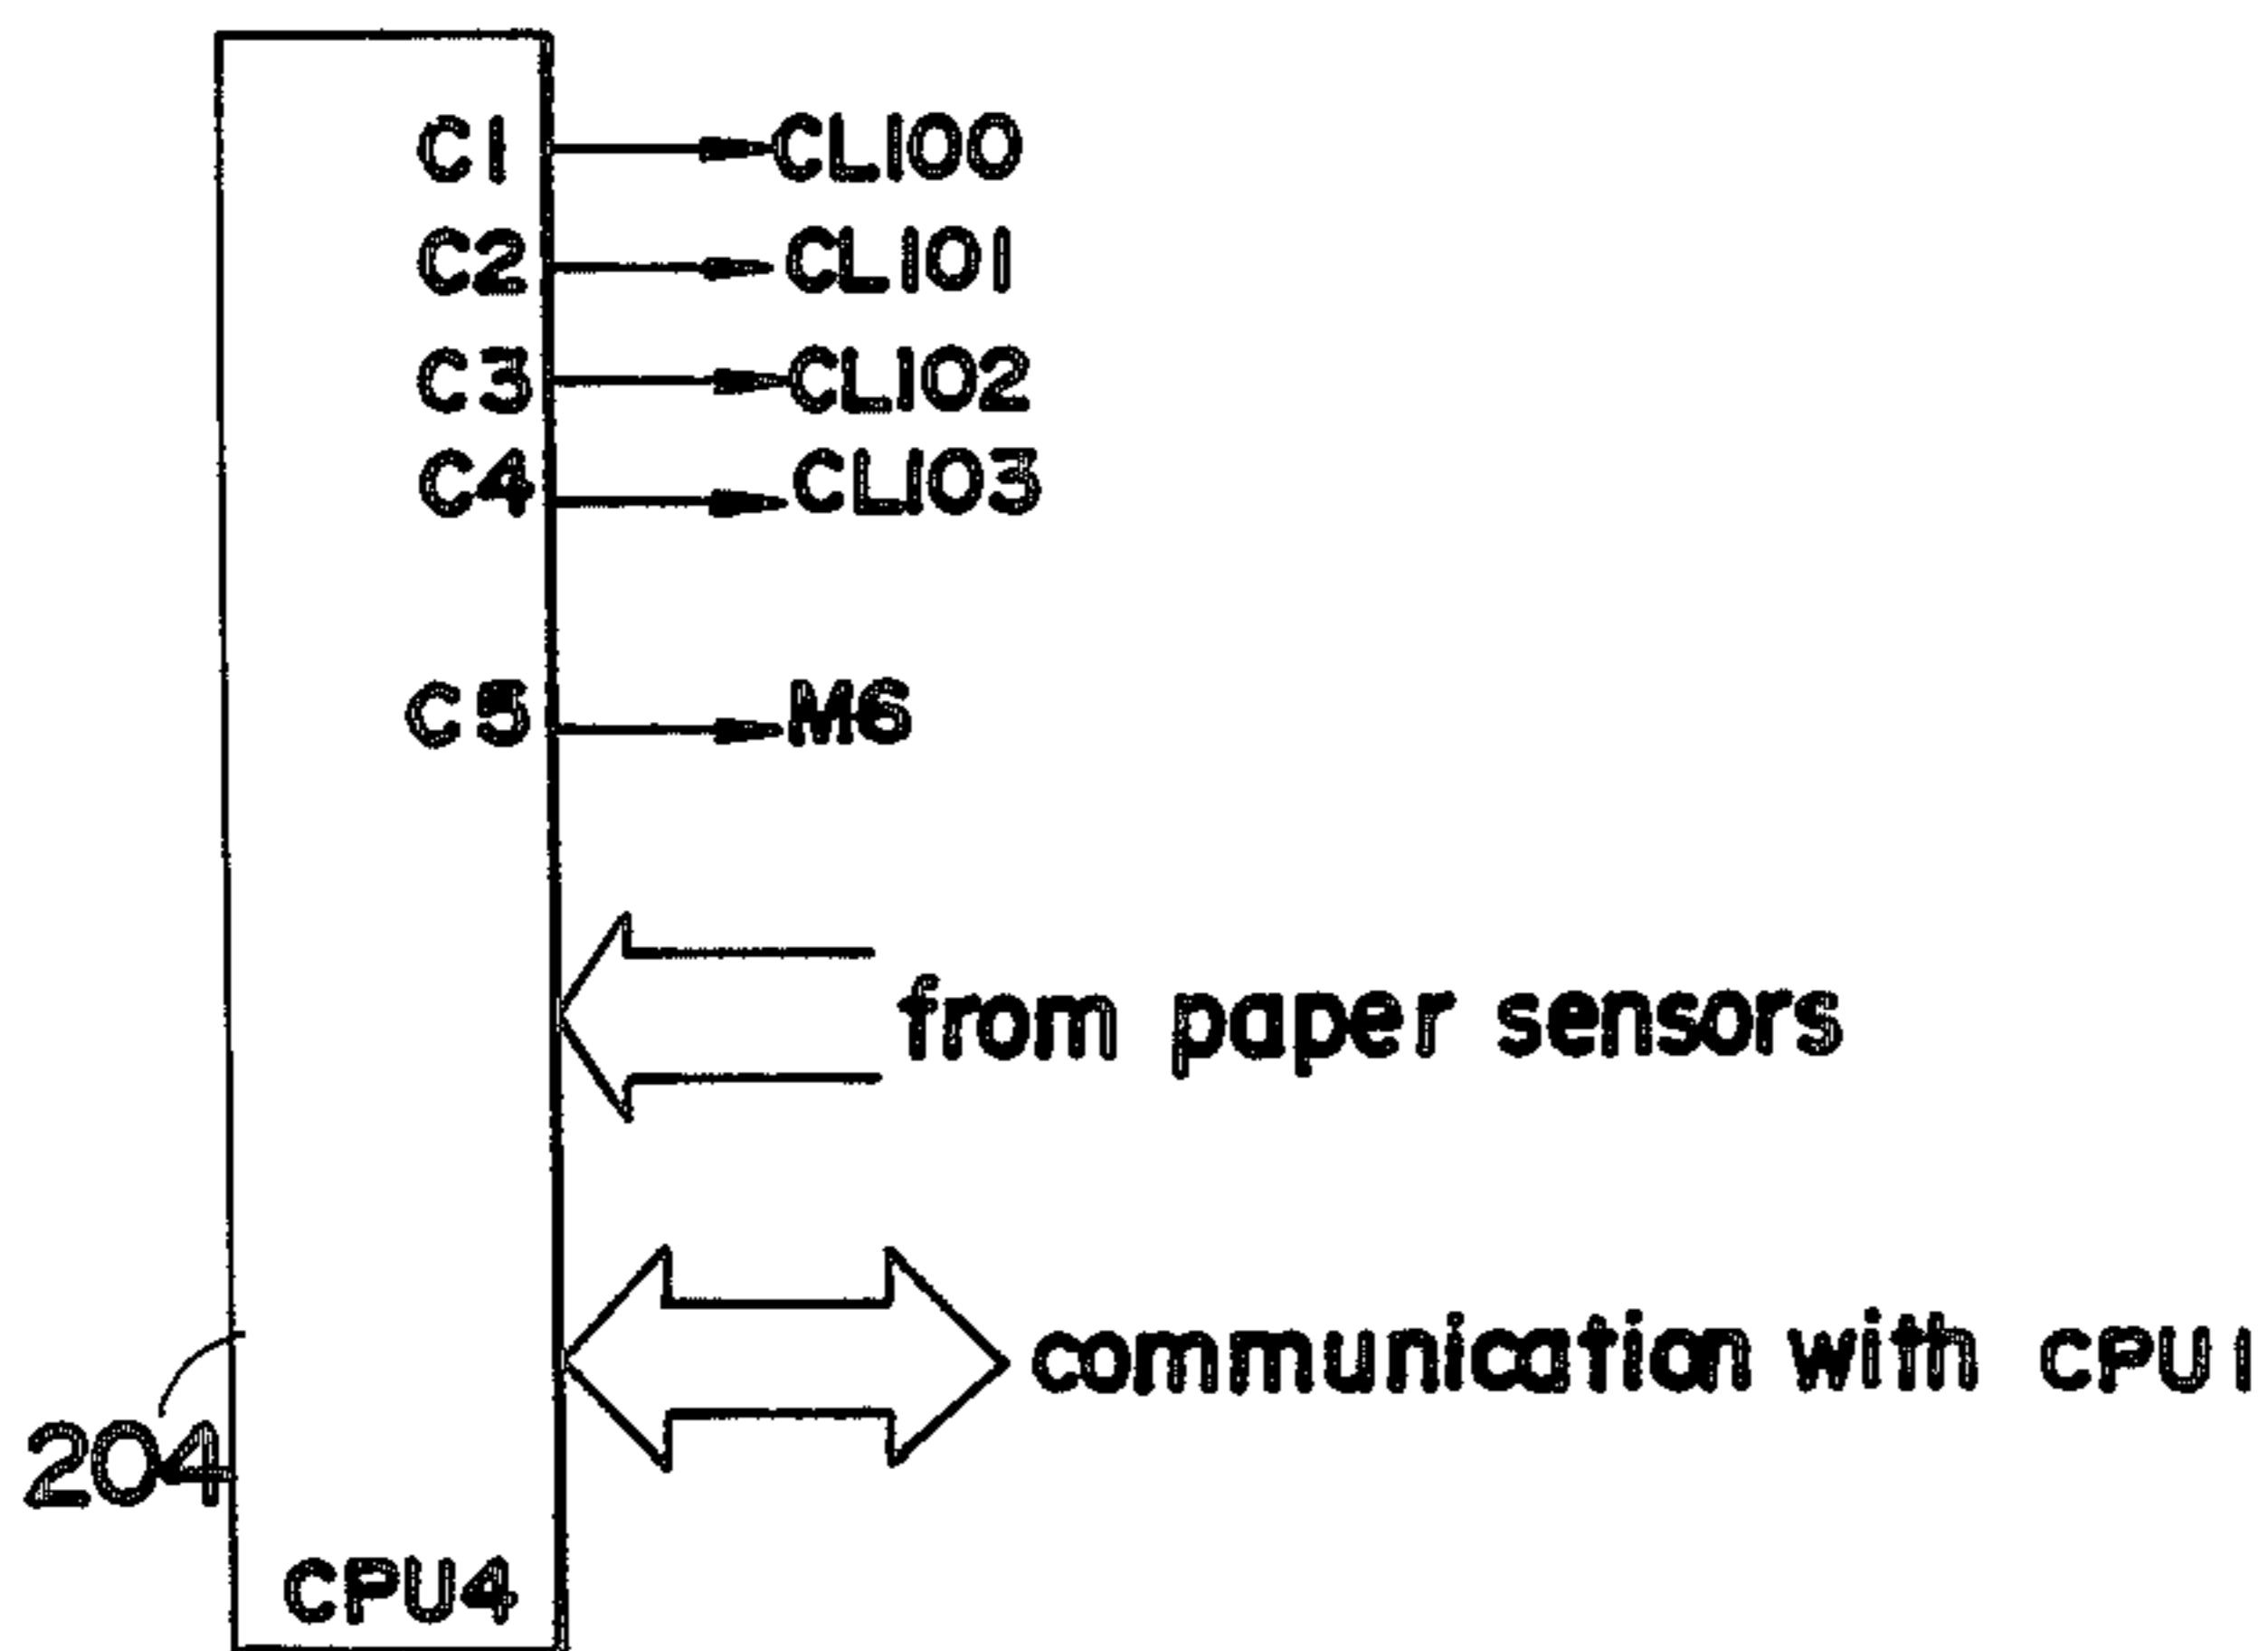 C1 CL100
C2 CL101
C3 CL102
C4 CL103
C5 M6
from paper sensors
communication with CPU1
204
CPU4